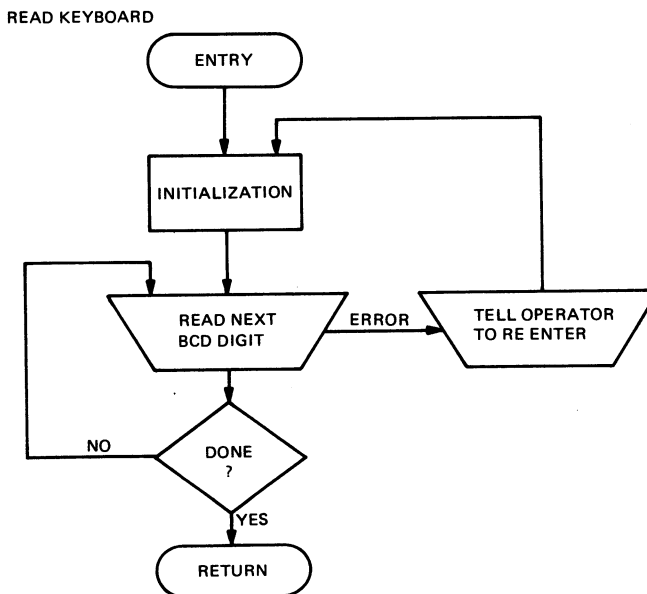 READ KEYBOARD
ENTRY
INITIALIZATION
READ NEXT
BCD DIGIT
ERROR
TELL OPERATOR
TO RE ENTER
NO
DONE
?
YES
RETURN